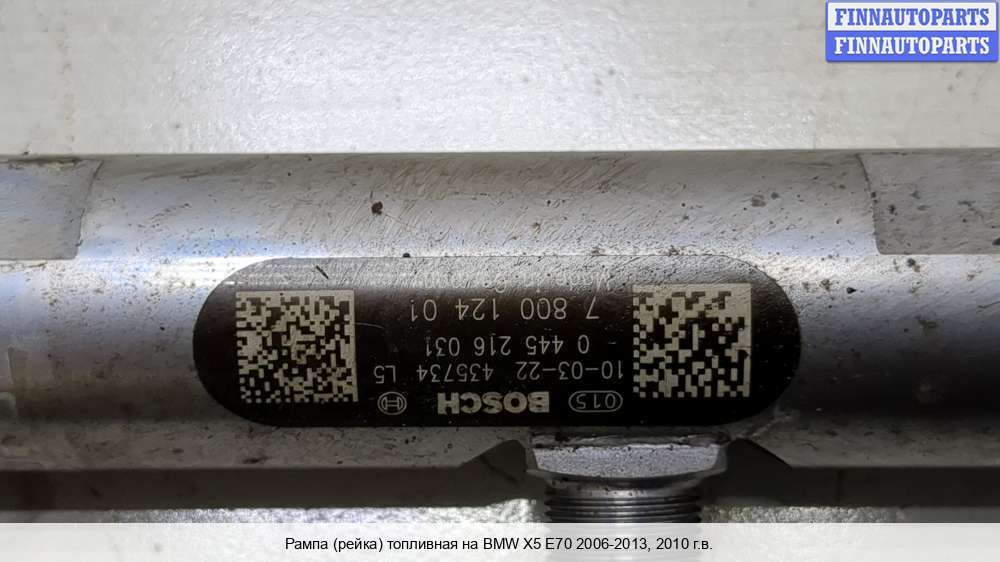 FINNAUTOPARTS
FINNAUTOPARTS
015 BOSCH
10-03-22 435734 L5
0 445 216 031
7 800 124 01
Рампа (рейка) топливная на BMW X5 E70 2006-2013, 2010 г.в.